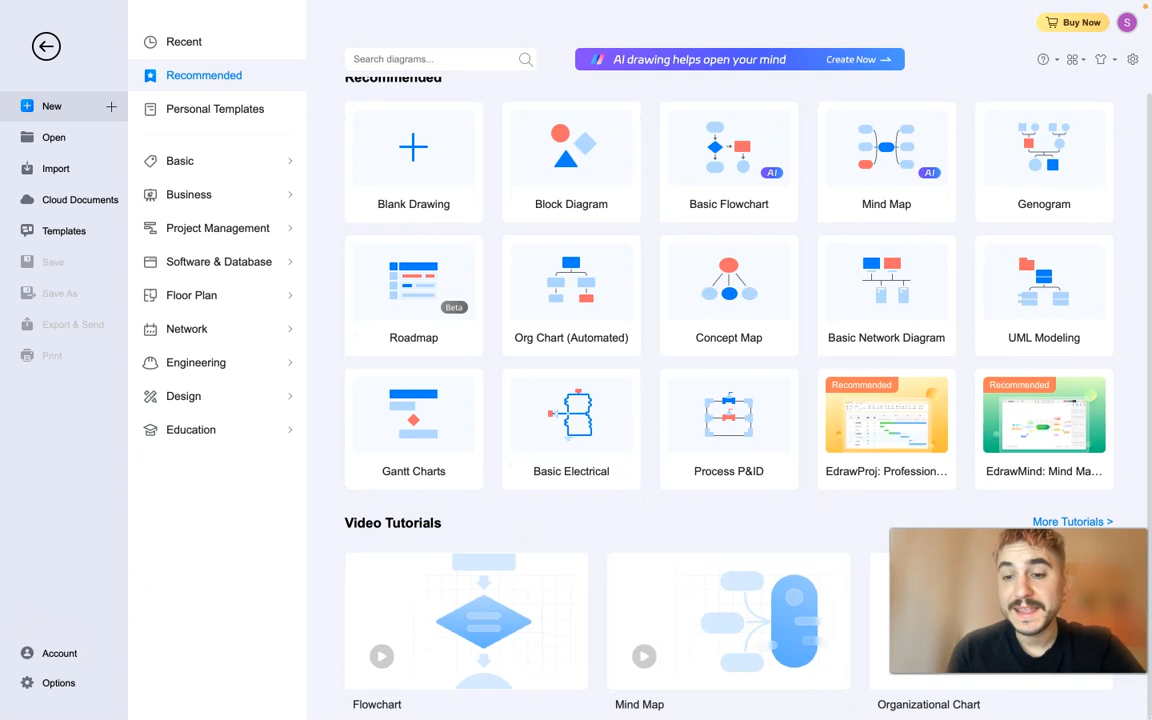 Buy Now
S
Search diagrams...
AI drawing helps open your mind
Create Now
New
Open
Import
Cloud Documents
Templates
Save
Save As
Export & Send
Print
Account
Options
Recent
Recommended
Personal Templates
Basic
Business
Project Management
Software & Database
Floor Plan
Network
Engineering
Design
Education
Recommended
Blank Drawing
Block Diagram
AI
Basic Flowchart
AI
Mind Map
Genogram
Beta
Roadmap
Org Chart (Automated)
Concept Map
Basic Network Diagram
UML Modeling
Gantt Charts
Basic Electrical
Process P&ID
Recommended
EdrawProj: Profession...
Recommended
EdrawMind: Mind Ma...
Video Tutorials
More Tutorials >
Flowchart
Mind Map
Organizational Chart